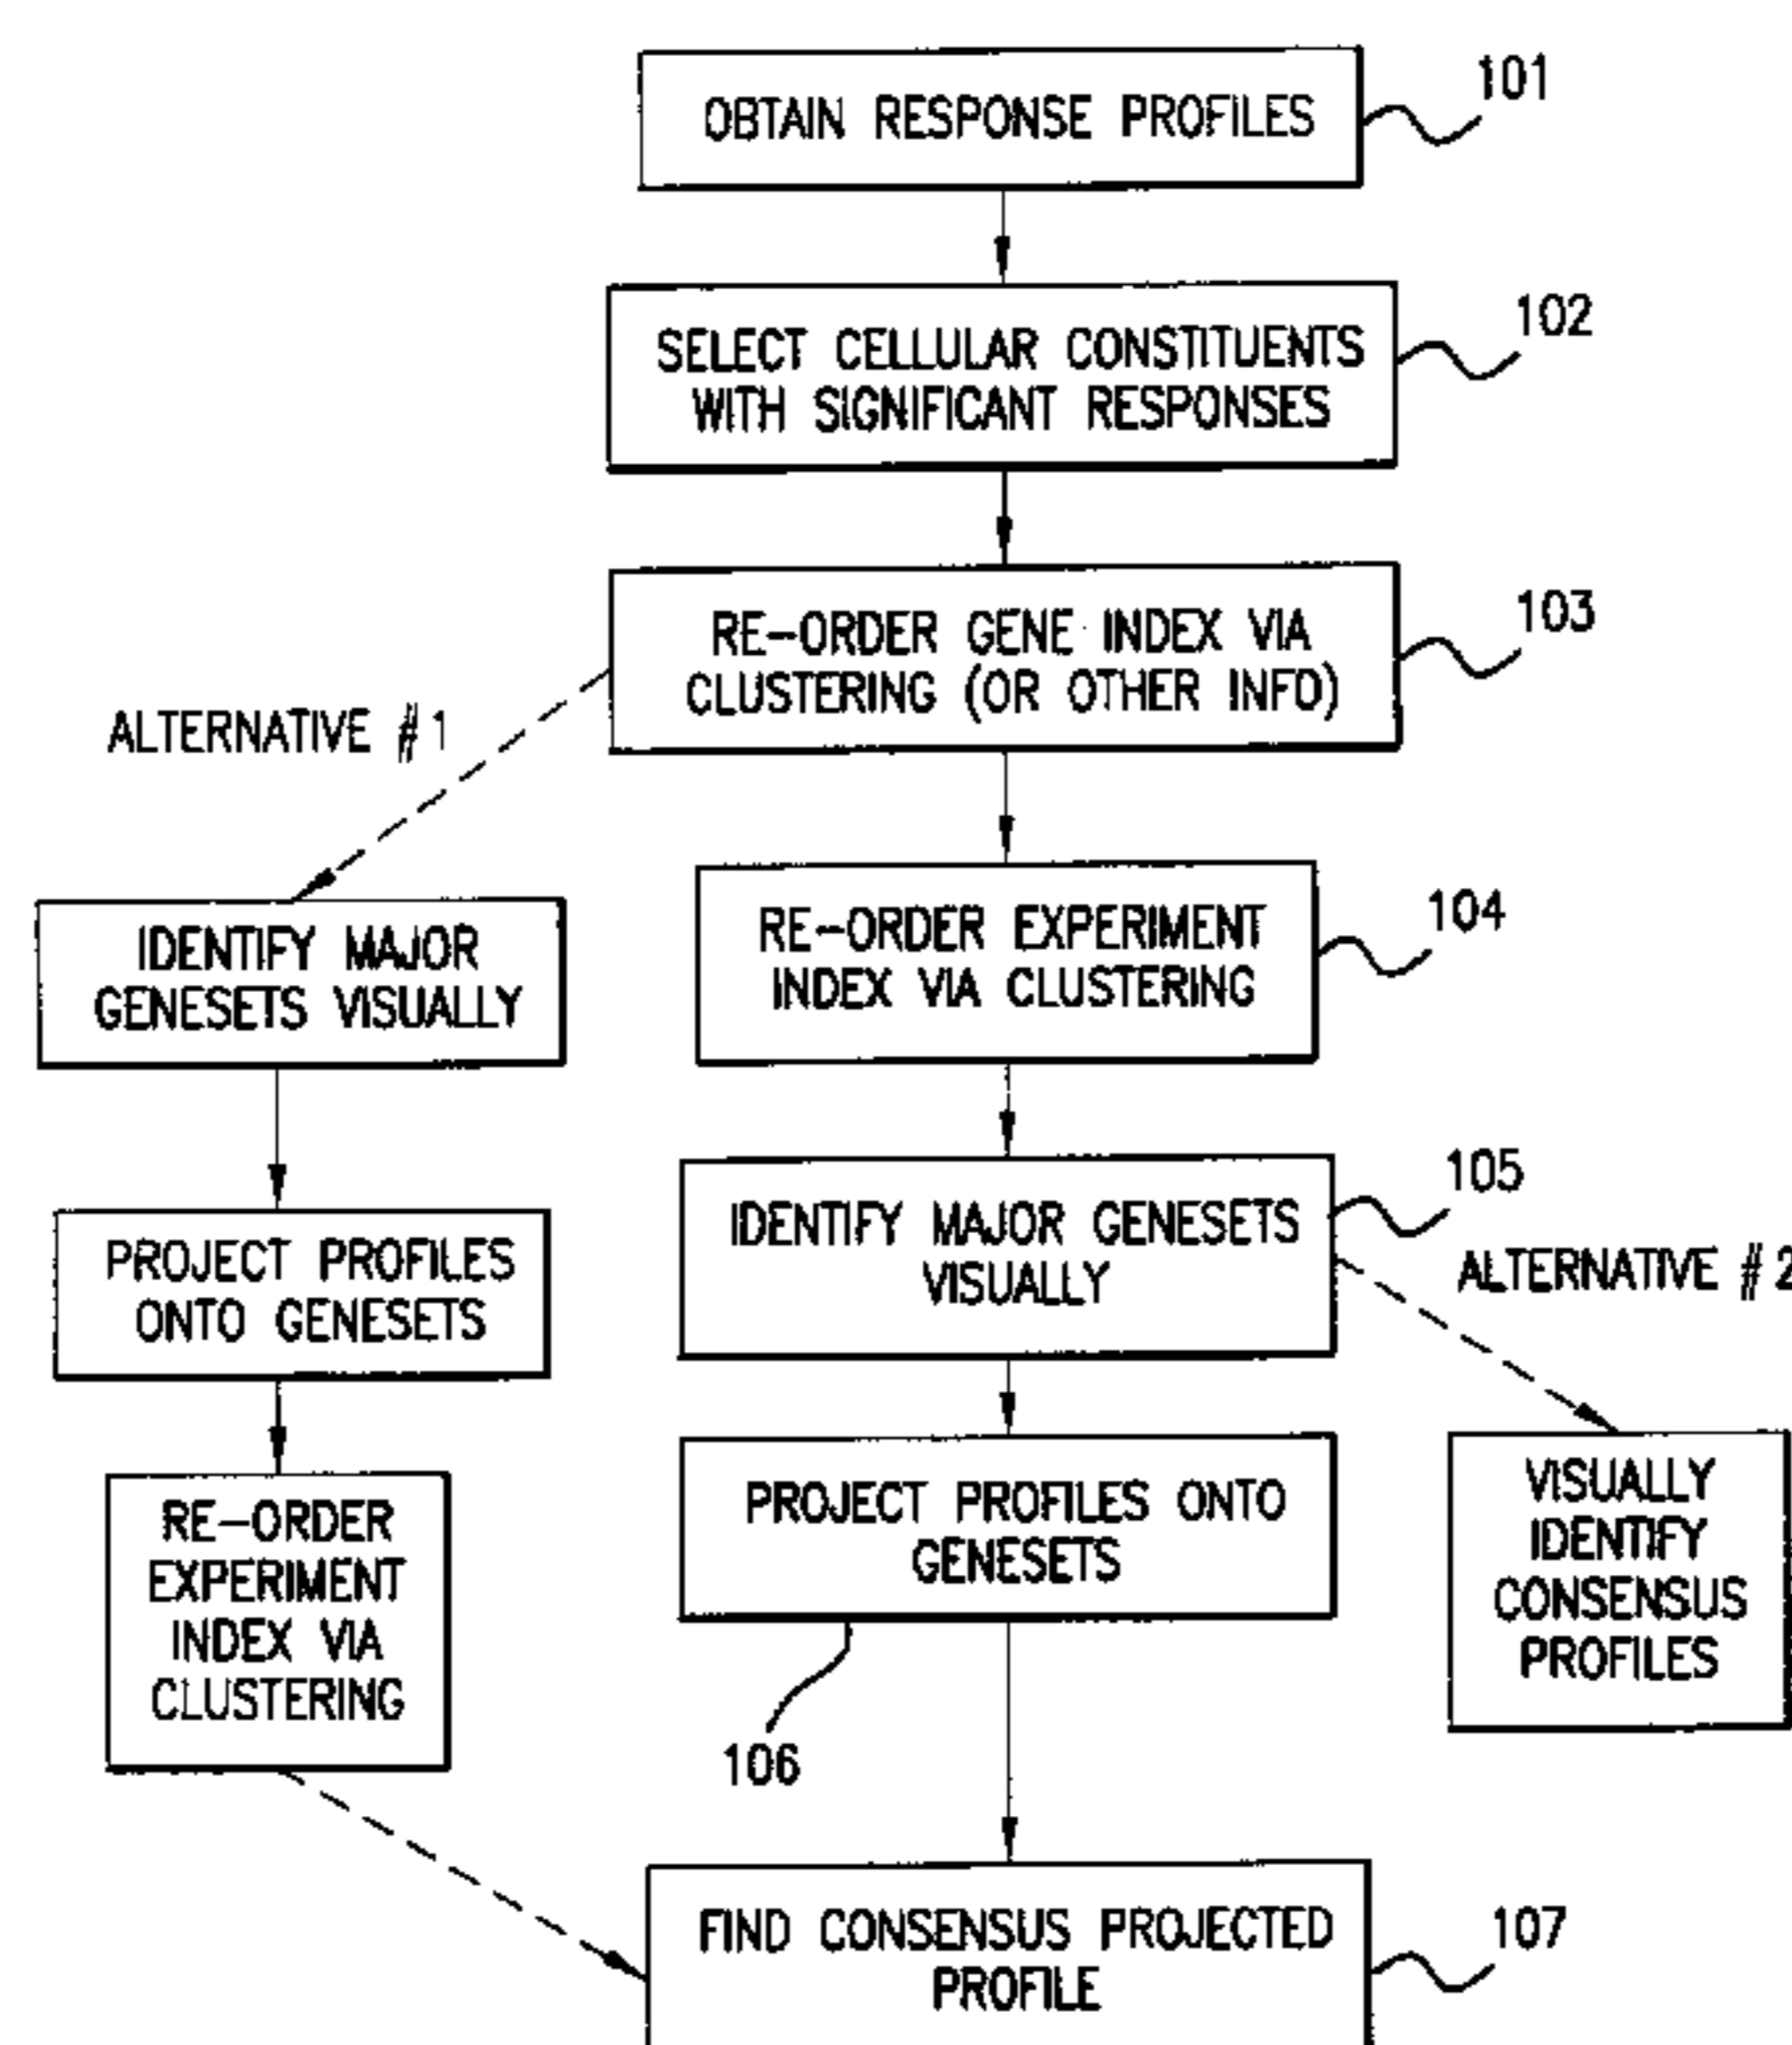 OBTAIN RESPONSE PROFILES
101
SELECT CELLULAR CONSTITUENTS
WITH SIGNIFICANT RESPONSES
102
RE-ORDER GENE INDEX VIA
CLUSTERING (OR OTHER INFO)
103
ALTERNATIVE #1
IDENTIFY MAJOR
GENESETS VISUALLY
RE-ORDER EXPERIMENT
INDEX VIA CLUSTERING
104
PROJECT PROFILES
ONTO GENESETS
IDENTIFY MAJOR GENESETS
VISUALLY
105
ALTERNATIVE #2
RE-ORDER
EXPERIMENT
INDEX VIA
CLUSTERING
PROJECT PROFILES ONTO
GENESETS
106
VISUALLY
IDENTIFY
CONSENSUS
PROFILES
FIND CONSENSUS PROJECTED
PROFILE
107